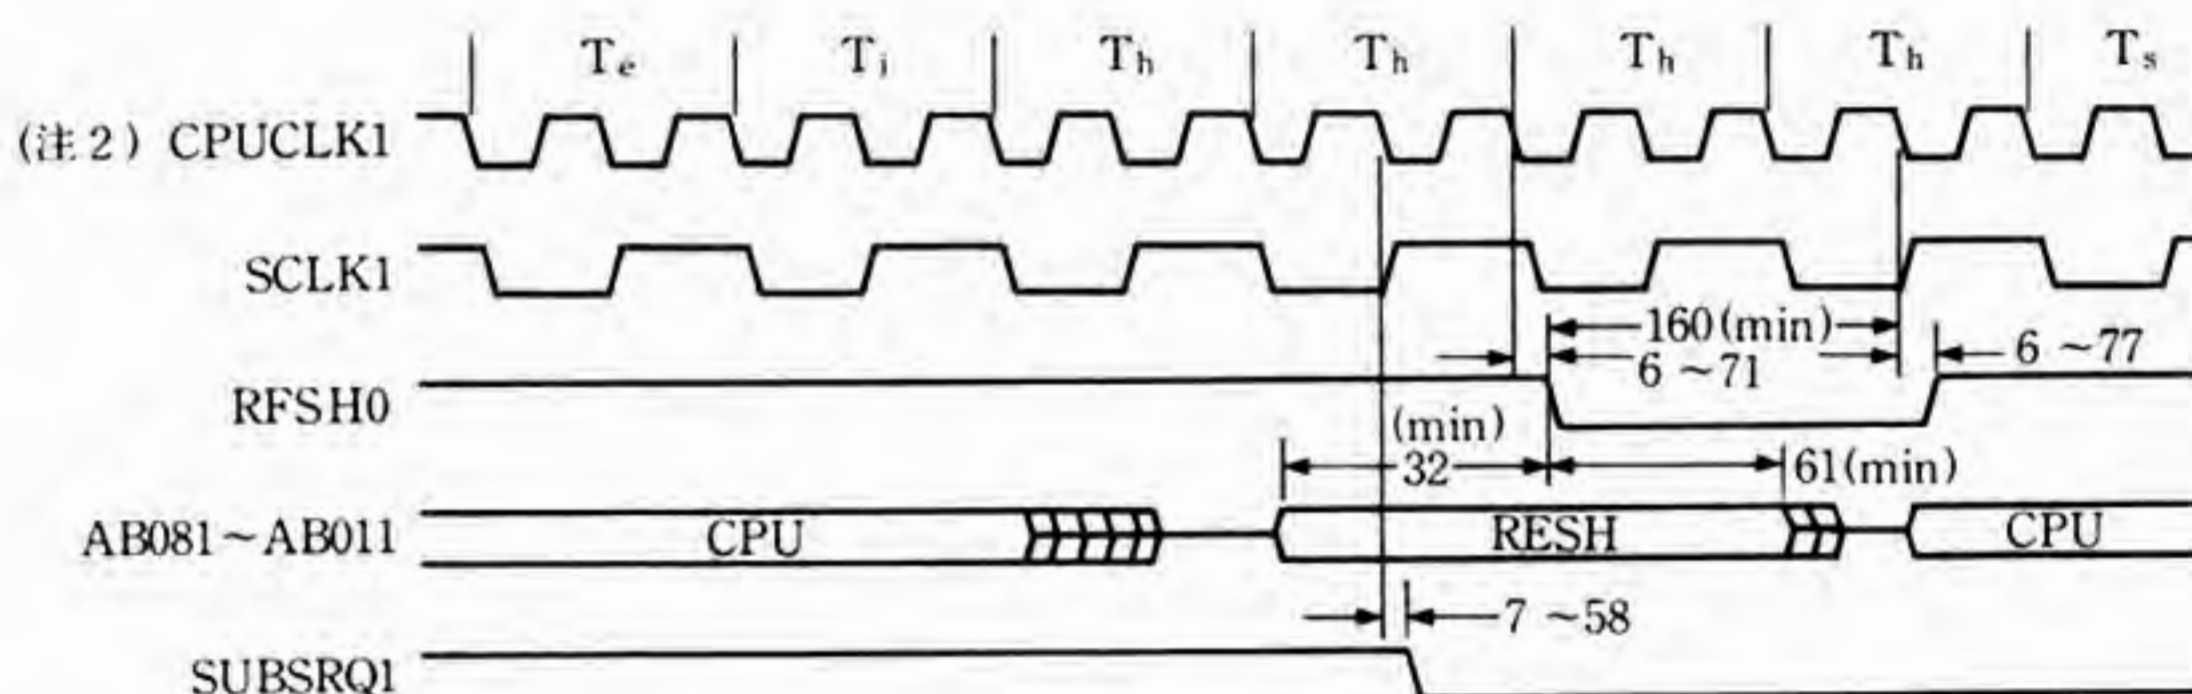 Te Ti Th Th Th Th Ts
(注2) CPUCLK1
SCLK1
160(min)
6 ~77
6 ~71
RFSH0
(min)
32
61(min)
AB081~AB011 CPU RESH CPU
7 ~58
SUBSRQ1